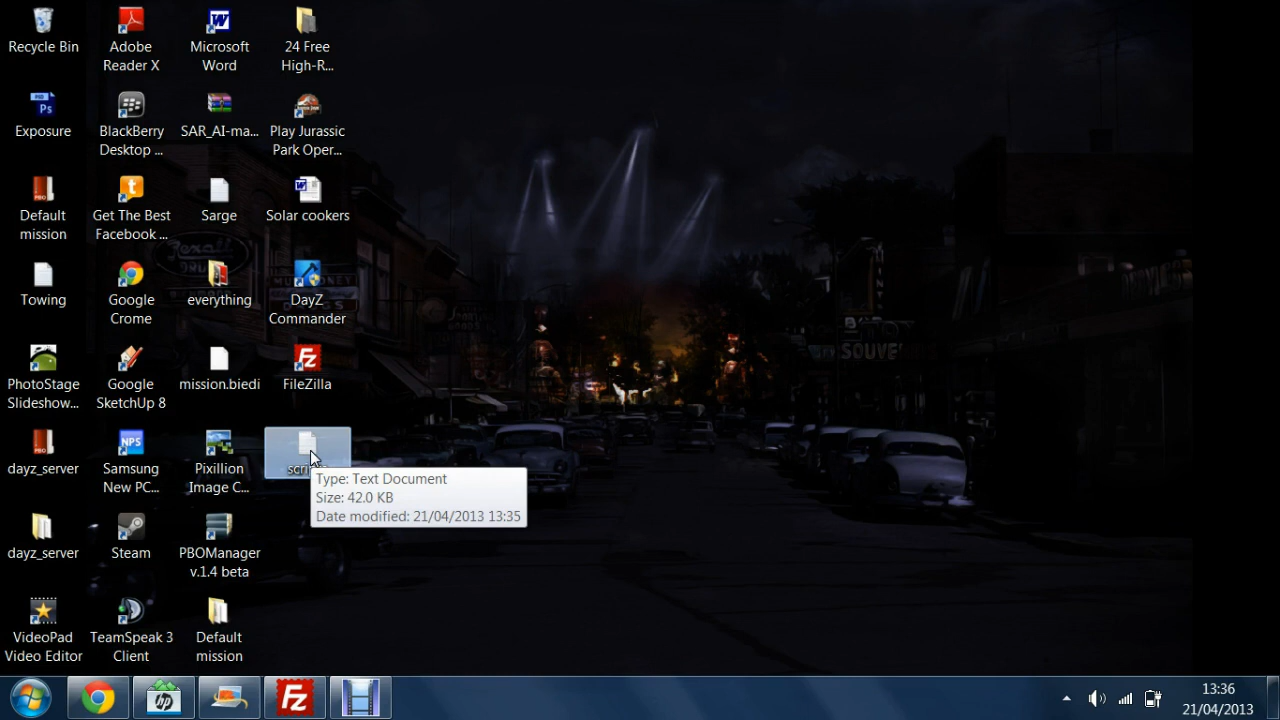 Recycle Bin
Adobe
Reader X
Microsoft
Word
24 Free
High-R...
Exposure
BlackBerry
Desktop ...
SAR_AI-ma...
Play Jurassic
Park Oper...
Default
mission
Get The Best
Facebook ...
Sarge
Solar cookers
Towing
Google
Crome
everything
DayZ
Commander
PhotoStage
Slideshow...
Google
SketchUp 8
mission.biedi
FileZilla
dayz_server
Samsung
New PC...
Pixillion
Image C...
Type: Text Document
Size: 42.0 KB
Date modified: 21/04/2013 13:35
dayz_server
Steam
PBOManager
v.1.4 beta
VideoPad
Video Editor
TeamSpeak 3
Client
Default
mission
Rexall
SOUVE
13:36
21/04/2013